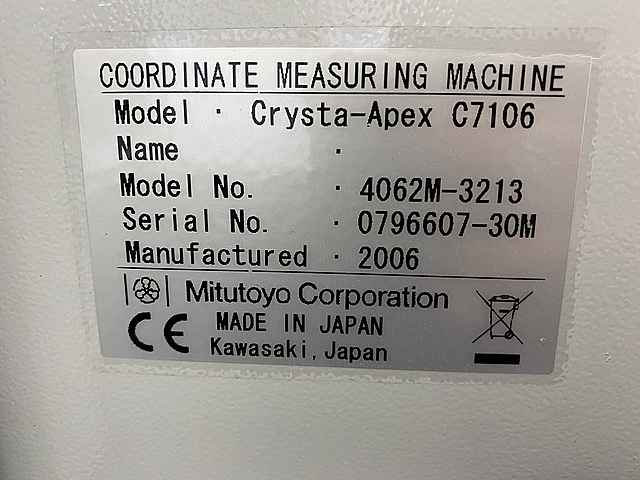 COORDINATE MEASURING MACHINE
Model · Crysta-Apex C7106
Name ·
Model No. · 4062M-3213
Serial No. · 0796607-30M
Manufactured · 2006
Mitutoyo Corporation
CE MADE IN JAPAN
Kawasaki, Japan